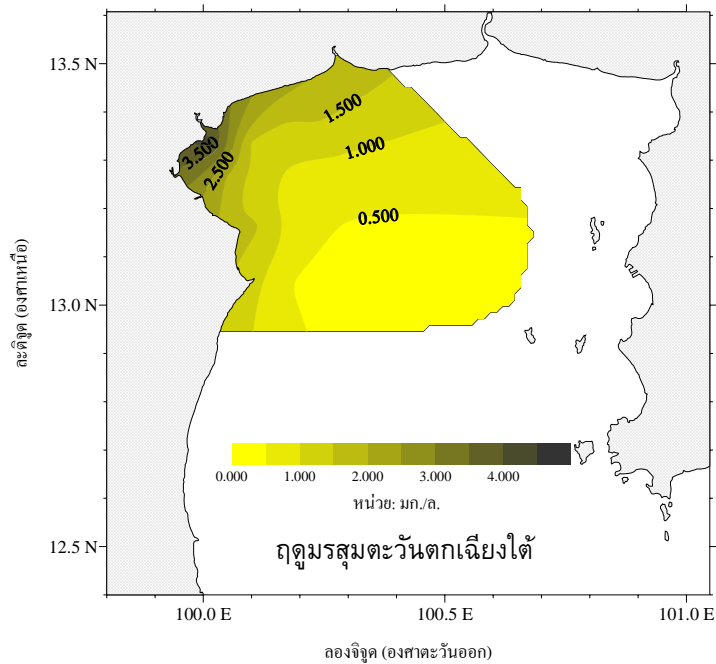 13.5 N
1.500
3.500
1.000
2.500
0.500
ละติจูด (องศาเหนือ)
13.0 N
0.000 1.000 2.000 3.000 4.000
หน่วย: มก./ล.
ฤดูมรสุมตะวันตกเฉียงใต้
12.5 N
100.0 E 100.5 E 101.0 E
ลองจิจูด (องศาตะวันออก)